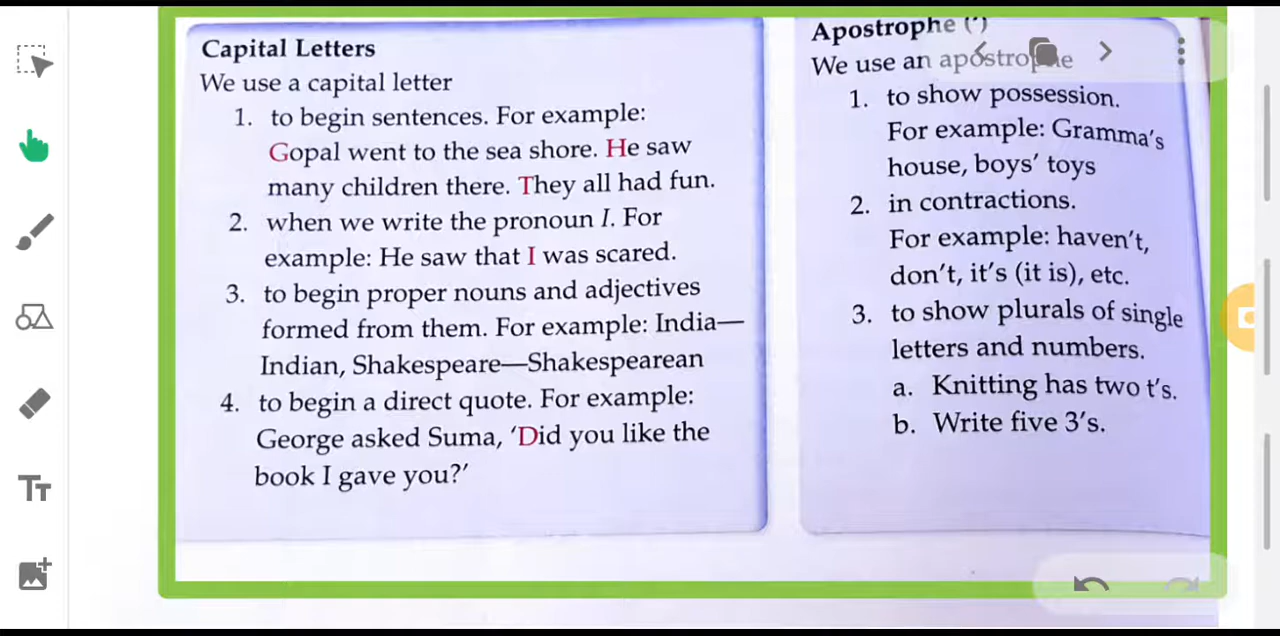 Capital Letters
We use a capital letter
1. to begin sentences. For example:
Gopal went to the sea shore. He saw
many children there. They all had fun.
2. when we write the pronoun I. For
example: He saw that I was scared.
3. to begin proper nouns and adjectives
formed from them. For example: India—
Indian, Shakespeare—Shakespearean
4. to begin a direct quote. For example:
George asked Suma, ‘Did you like the
book I gave you?’
Apostrophe (’)
We use an apostrophe
1. to show possession.
For example: Gramma’s
house, boys’ toys
2. in contractions.
For example: haven’t,
don’t, it’s (it is), etc.
3. to show plurals of single
letters and numbers.
a. Knitting has two t’s.
b. Write five 3’s.
TT